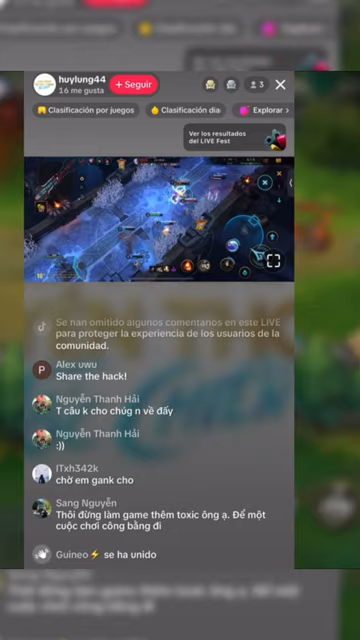 huylung44
16 me gusta
+ Seguir
3
Clasificación por juegos
Clasificación dia
Explorar >
Ver los resultados
del LIVE Fest
Se han omitido algunos comentarios en este LIVE
para proteger la experiencia de los usuarios de la
comunidad.
P
Alex uwu
Share the hack!
Nguyễn Thanh Hải
T câu k cho chúg n về đấy
Nguyễn Thanh Hải
:))
ITxh342k
chờ em gank cho
Sang Nguyễn
Thôi đừng làm game thêm toxic ông ạ. Để một
cuộc chơi công bằng đi
Guineo⚡ se ha unido